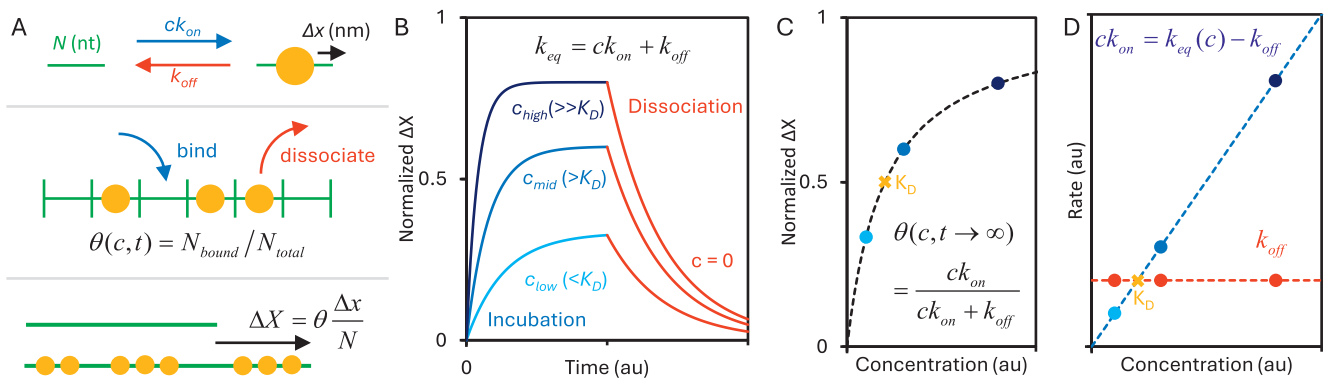 A
N (nt)
ck_on
k_off
Δx (nm)
bind
dissociate
θ(c,t) = N_bound / N_total
ΔX = θ Δx/N
B
Normalized ΔX
1
0.5
0
k_eq = ck_on + k_off
c_high(>>K_D)
c_mid (>K_D)
c_low (<K_D)
Dissociation
c = 0
Incubation
0
Time (au)
C
Normalized ΔX
1
0.5
0
K_D
θ(c,t → ∞)
= ck_on / ck_on + k_off
Concentration (au)
D
Rate (au)
ck_on = k_eq (c) – k_off
k_off
K_D
Concentration (au)